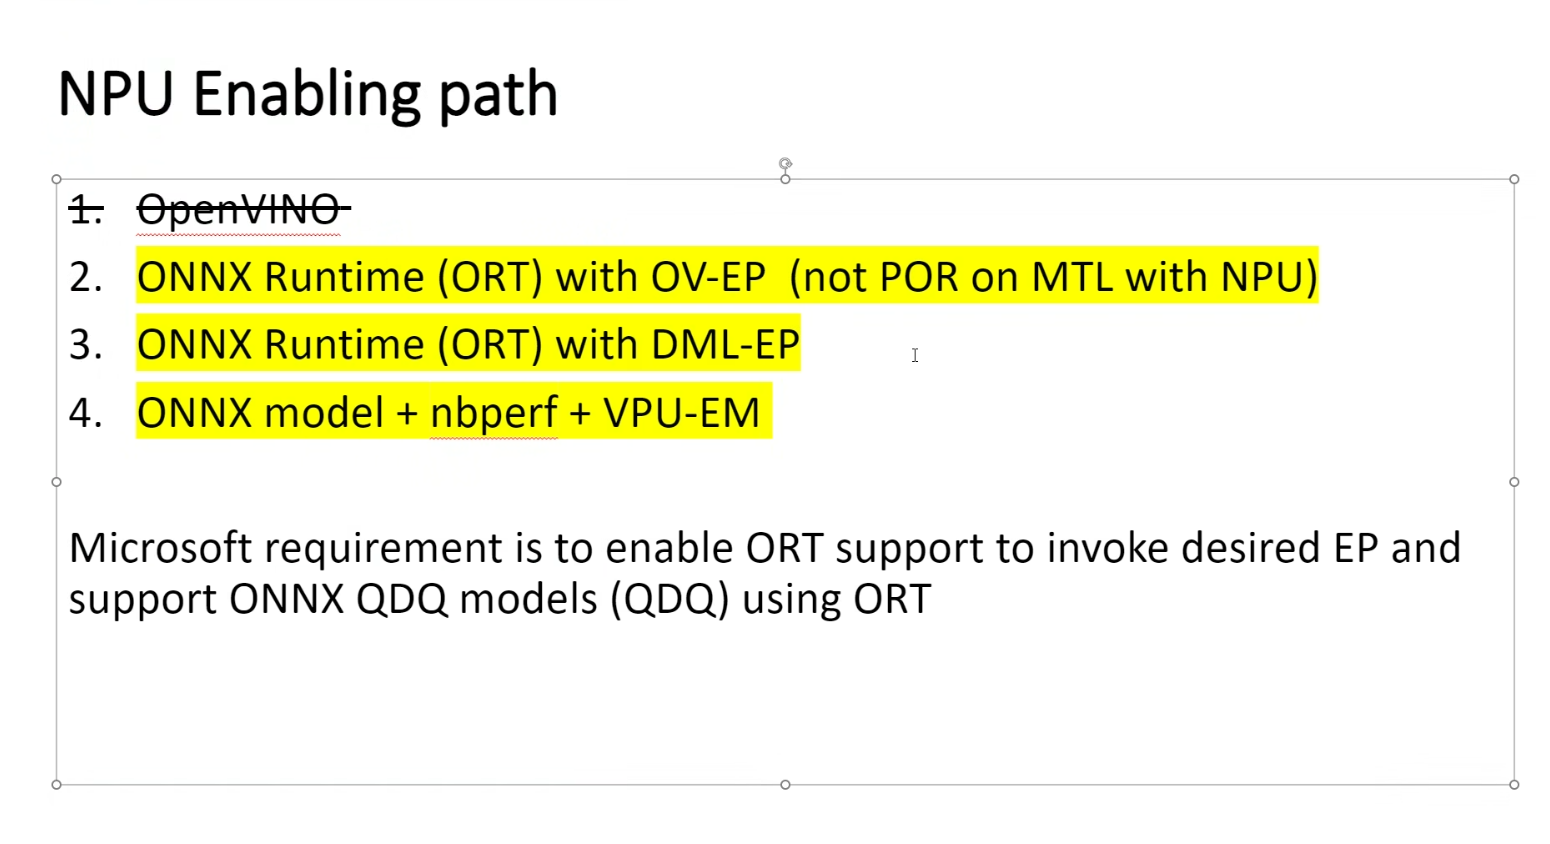 NPU Enabling path
1. OpenVINO
2. ONNX Runtime (ORT) with OV-EP (not POR on MTL with NPU)
3. ONNX Runtime (ORT) with DML-EP
4. ONNX model + nbperf + VPU-EM
Microsoft requirement is to enable ORT support to invoke desired EP and
support ONNX QDQ models (QDQ) using ORT